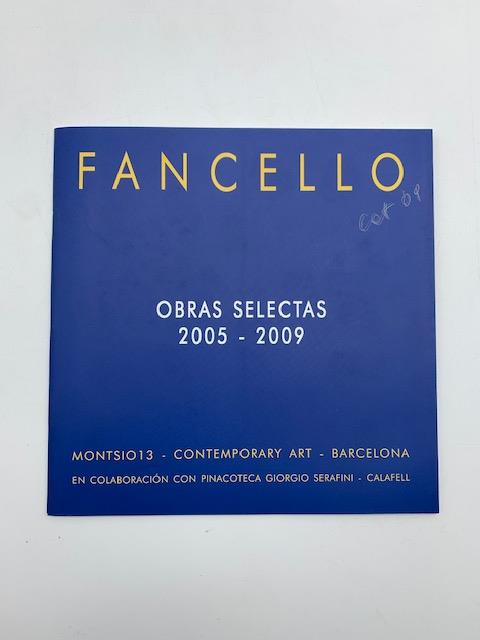 FANCELLO
OBRAS SELECTAS
2005 - 2009
MONTSIO13 - CONTEMPORARY ART - BARCELONA
EN COLABORACIÓN CON PINACOTECA GIORGIO SERAFINI - CALAFELL